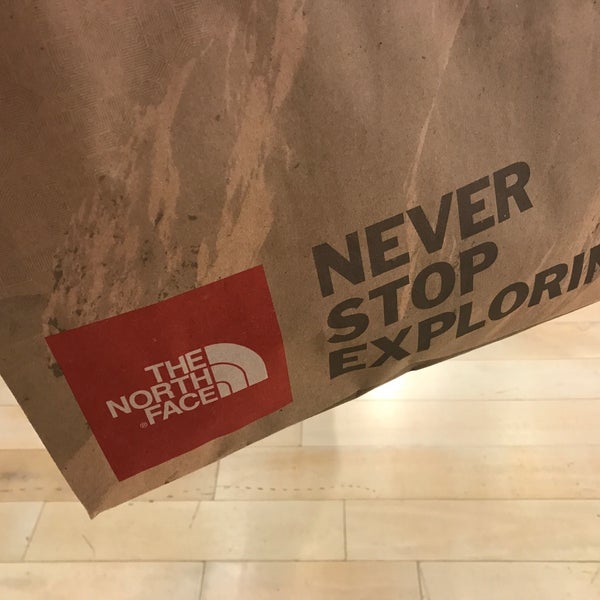 THE
NORTH
FACE
®
NEVER
STOP
EXPLORIN